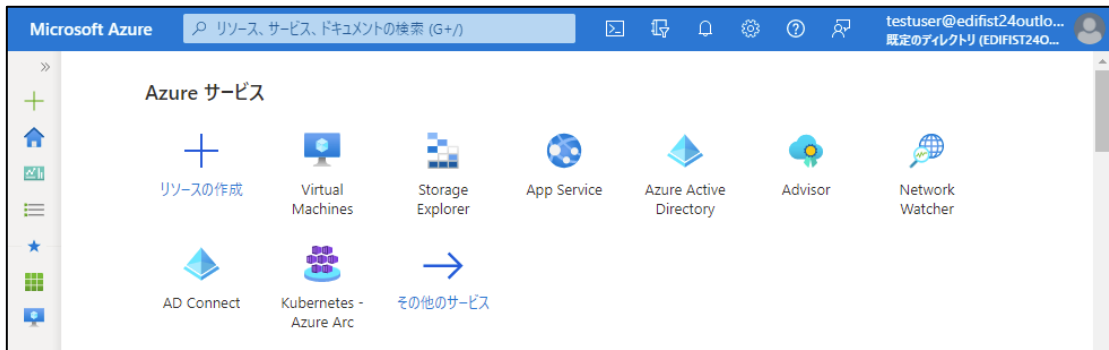 Microsoft Azure
リソース、サービス、ドキュメントの検索 (G+/)
testuser@edifist24outlo...
既定のディレクトリ (EDIFIST24O...
Azure サービス
リソースの作成
Virtual
Machines
Storage
Explorer
App Service
Azure Active
Directory
Advisor
Network
Watcher
AD Connect
Kubernetes -
Azure Arc
その他のサービス